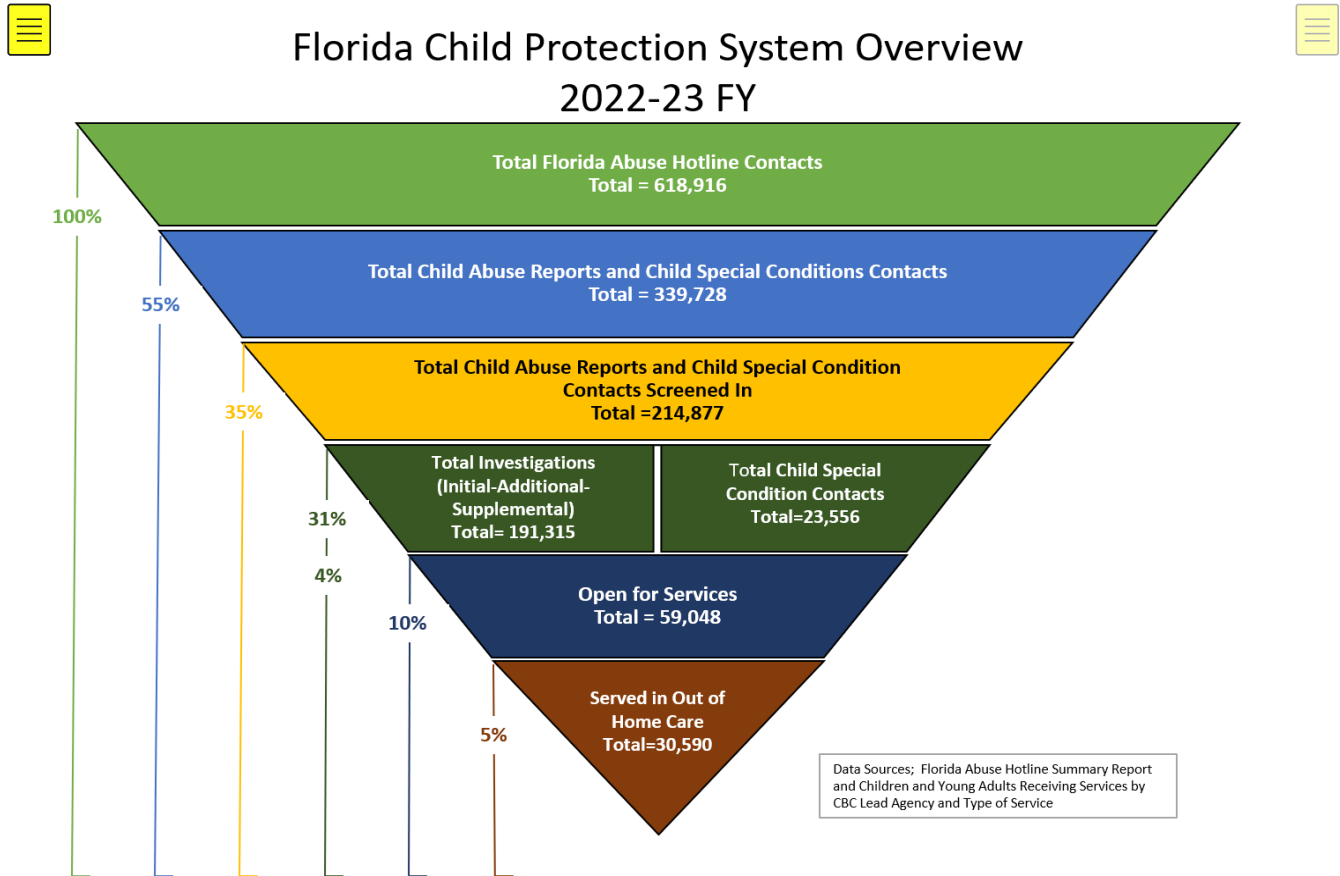 Florida Child Protection System Overview
2022-23 FY
Total Florida Abuse Hotline Contacts
Total = 618,916
100%
Total Child Abuse Reports and Child Special Conditions Contacts
Total = 339,728
55%
Total Child Abuse Reports and Child Special Condition
Contacts Screened In
Total =214,877
35%
Total Investigations
(Initial-Additional-
Supplemental)
Total= 191,315
Total Child Special
Condition Contacts
Total=23,556
31%
4%
Open for Services
Total = 59,048
10%
Served in Out of
Home Care
Total=30,590
5%
Data Sources;  Florida Abuse Hotline Summary Report
and Children and Young Adults Receiving Services by
CBC Lead Agency and Type of Service